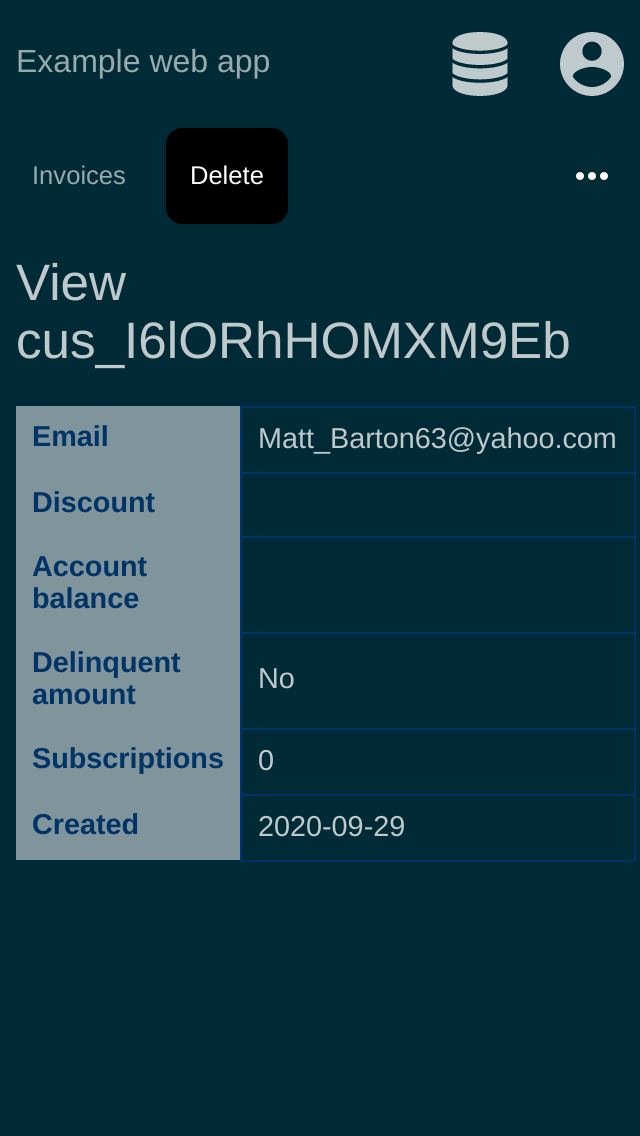 Example web app
Invoices
Delete
View
cus_I6lORhHOMXM9Eb
Email
Matt_Barton63@yahoo.com
Discount
Account
balance
Delinquent
amount
No
Subscriptions
0
Created
2020-09-29